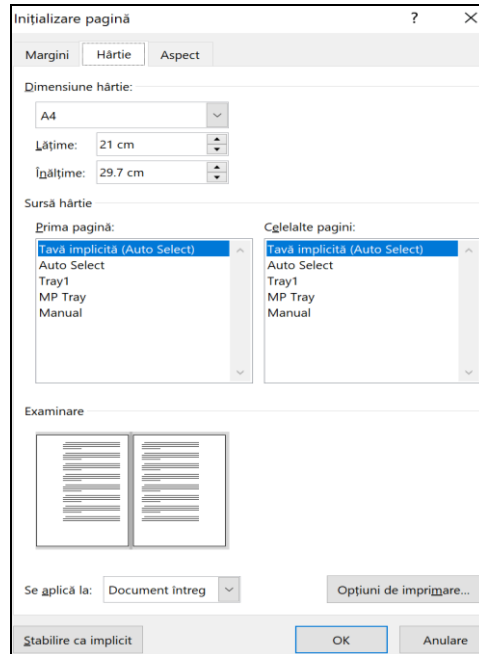 Inițializare pagină ? ×
Margini Hârtie Aspect
Dimensiune hârtie:
A4
Lățime: 21 cm
Înălțime: 29.7 cm
Sursă hârtie
Prima pagină: Celelalte pagini:
Tavă implicită (Auto Select) Tavă implicită (Auto Select)
Auto Select Auto Select
Tray1 Tray1
MP Tray MP Tray
Manual Manual
Examinare
Se aplică la: Document întreg Opțiuni de imprimare...
Stabilire ca implicit OK Anulare